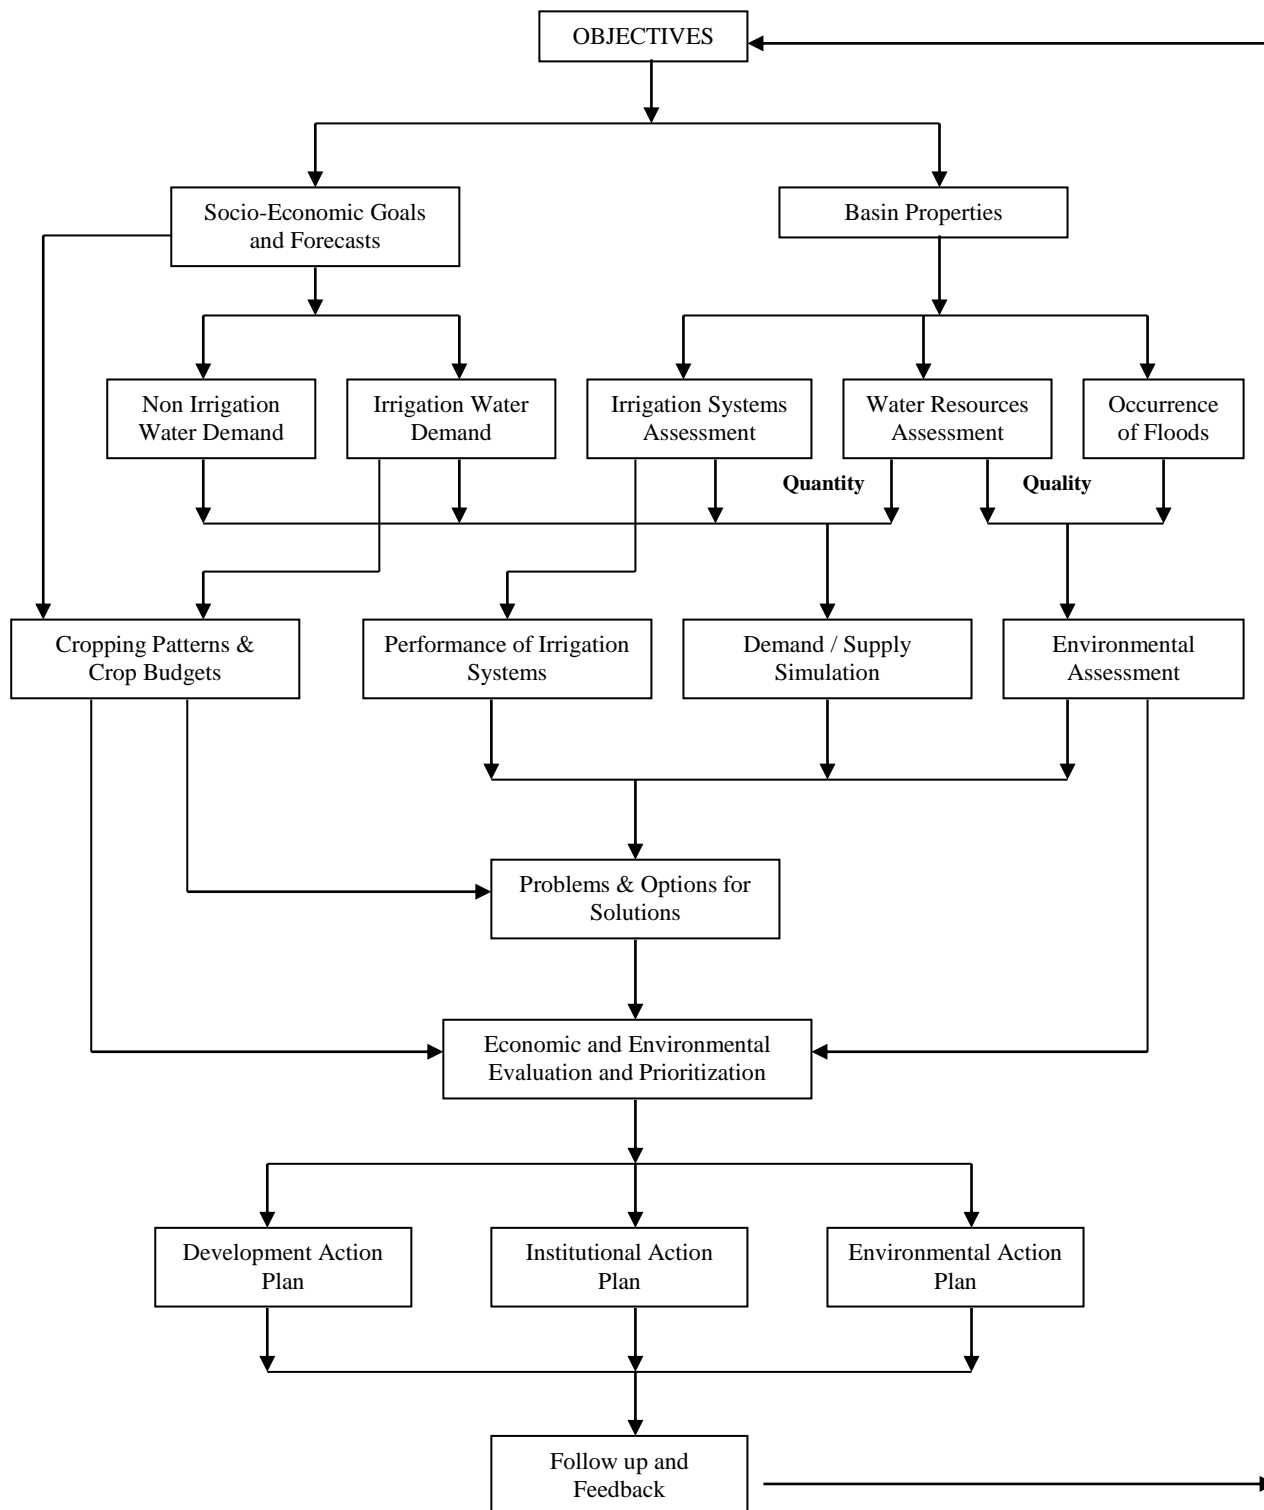 OBJECTIVES
Socio-Economic Goals
and Forecasts
Basin Properties
Non Irrigation
Water Demand
Irrigation Water
Demand
Irrigation Systems
Assessment
Water Resources
Assessment
Occurrence
of Floods
Quantity
Quality
Cropping Patterns &
Crop Budgets
Performance of Irrigation
Systems
Demand / Supply
Simulation
Environmental
Assessment
Problems & Options for
Solutions
Economic and Environmental
Evaluation and Prioritization
Development Action
Plan
Institutional Action
Plan
Environmental Action
Plan
Follow up and
Feedback